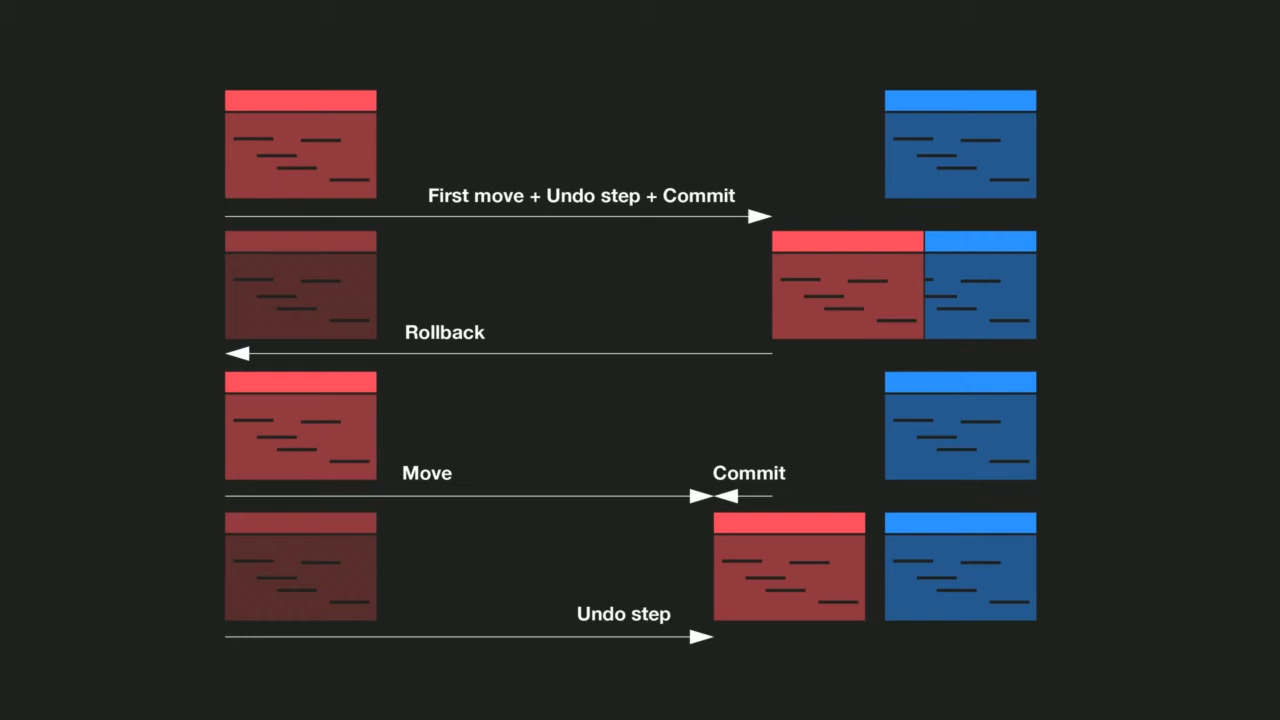 First move + Undo step + Commit
Rollback
Move
Commit
Undo step